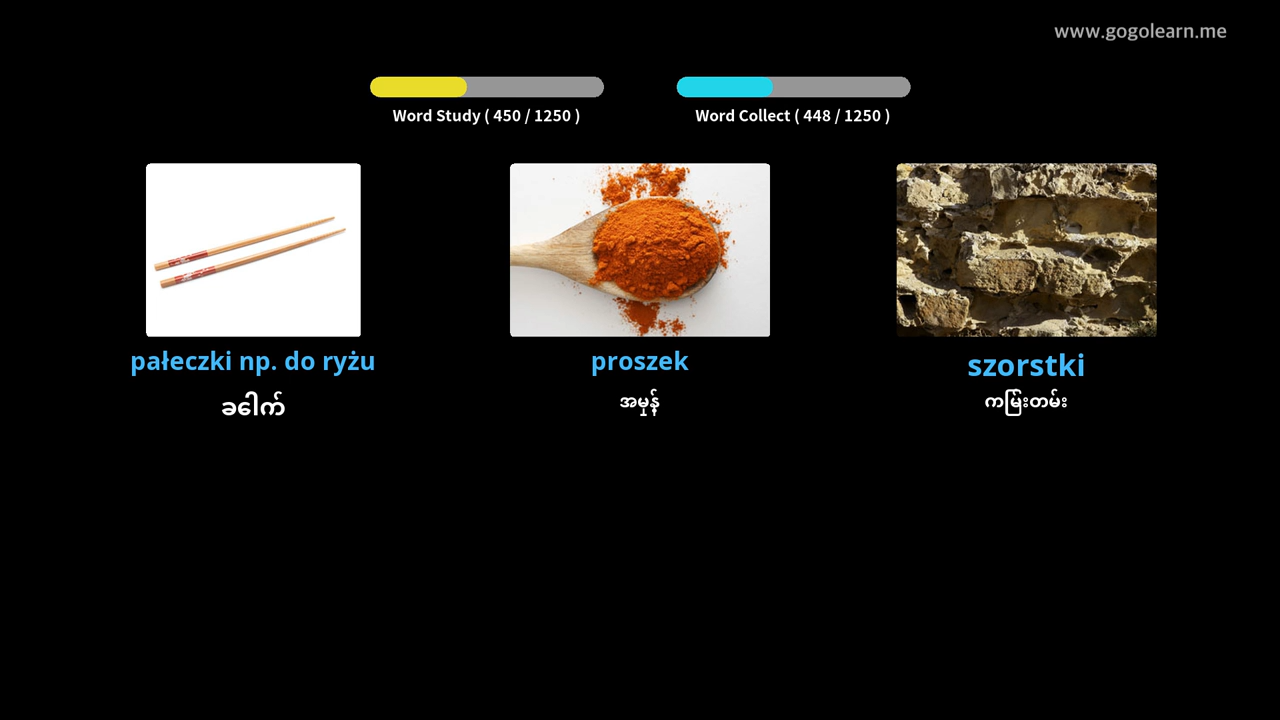 www.gogolearn.me
Word Study ( 450 / 1250 )
Word Collect ( 448 / 1250 )
pałeczki np. do ryżu
proszek
szorstki
ခေါက်
အမှုန့်
ကမြ်းတမ်း